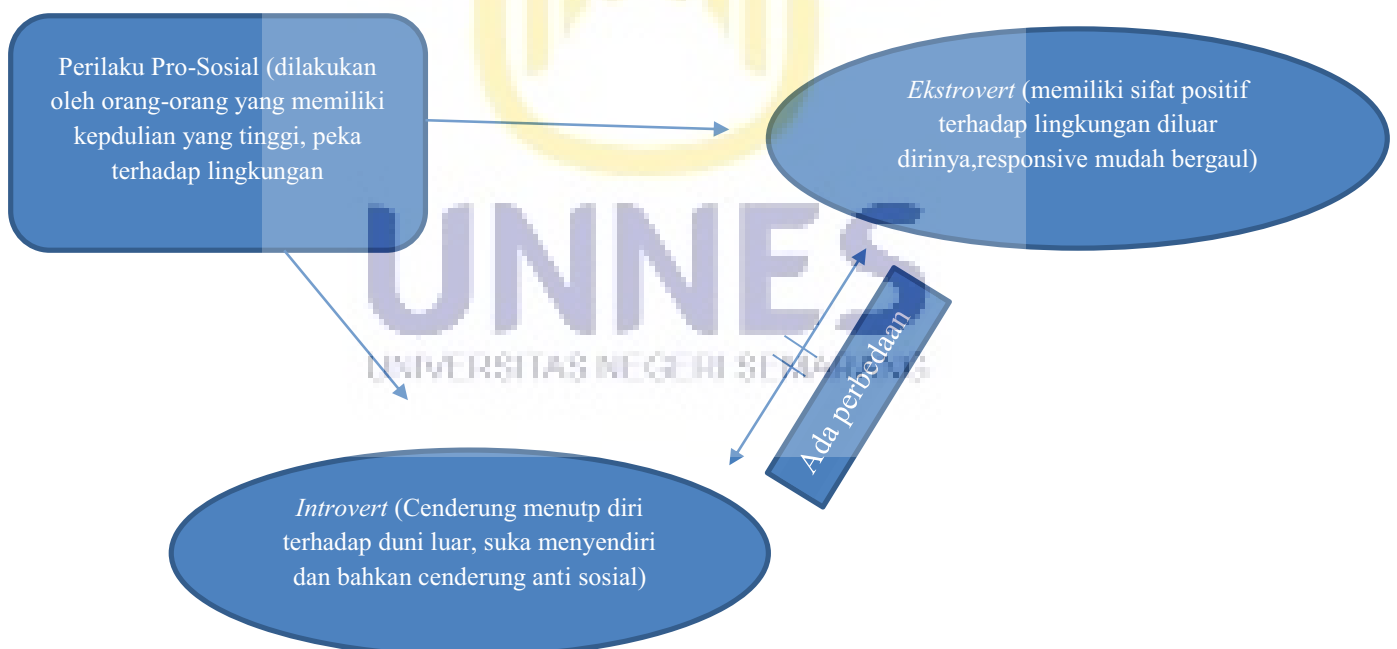 Perilaku Pro-Sosial (dilakukan
oleh orang-orang yang memiliki
kepdulian yang tinggi, peka
terhadap lingkungan
Ekstrovert (memiliki sifat positif
terhadap lingkungan diluar
dirinya,responsive mudah bergaul)
UNNES
UNIVERSITAS NEGERI SEMARANG
Ada perbedaan
Introvert (Cenderung menutp diri
terhadap duni luar, suka menyendiri
dan bahkan cenderung anti sosial)